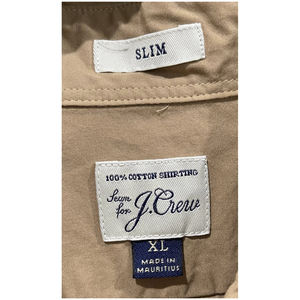 SLIM
100% COTTON SHIRTING
Sewn
for
J.Crew
XL
MADE IN
MAURITIUS